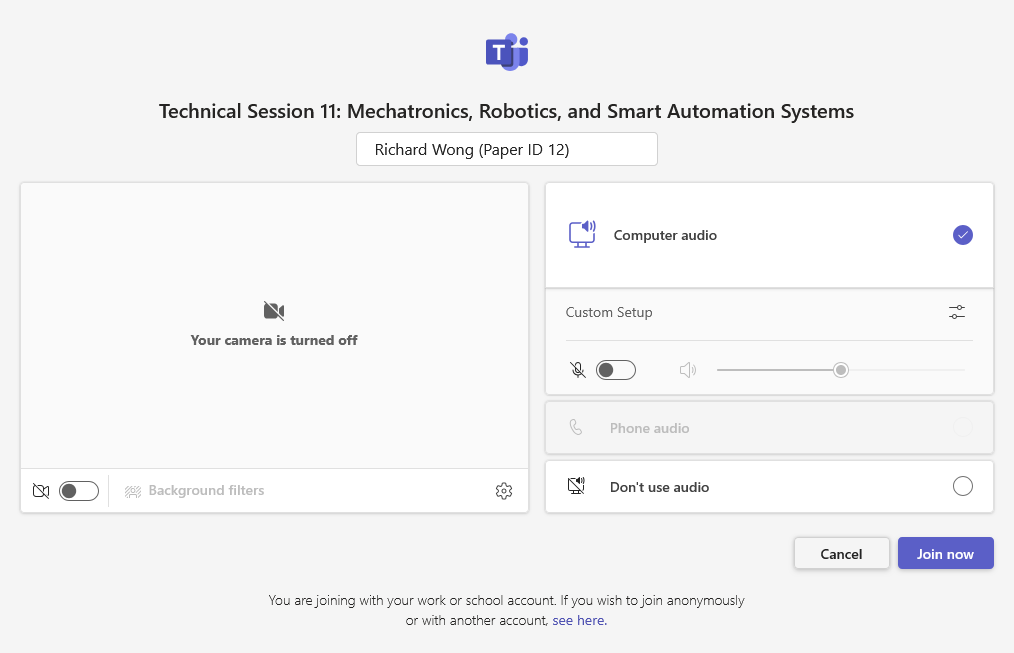 T
Technical Session 11: Mechatronics, Robotics, and Smart Automation Systems
Richard Wong (Paper ID 12)
Your camera is turned off
Background filters
Computer audio
Custom Setup
Phone audio
Don't use audio
Cancel
Join now
You are joining with your work or school account. If you wish to join anonymously
or with another account, see here.